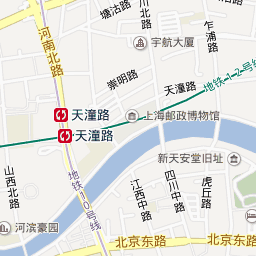 塘沽路
川北路
乍浦路
河南北路
宇航大厦
崇明路
天潼路
地铁12号线
天潼路
上海邮政博物馆
天潼路
新天安堂旧址
山西北路
地铁10号线
江西中路
四川中路
虎丘路
河滨豪园
北京东路
北京东路